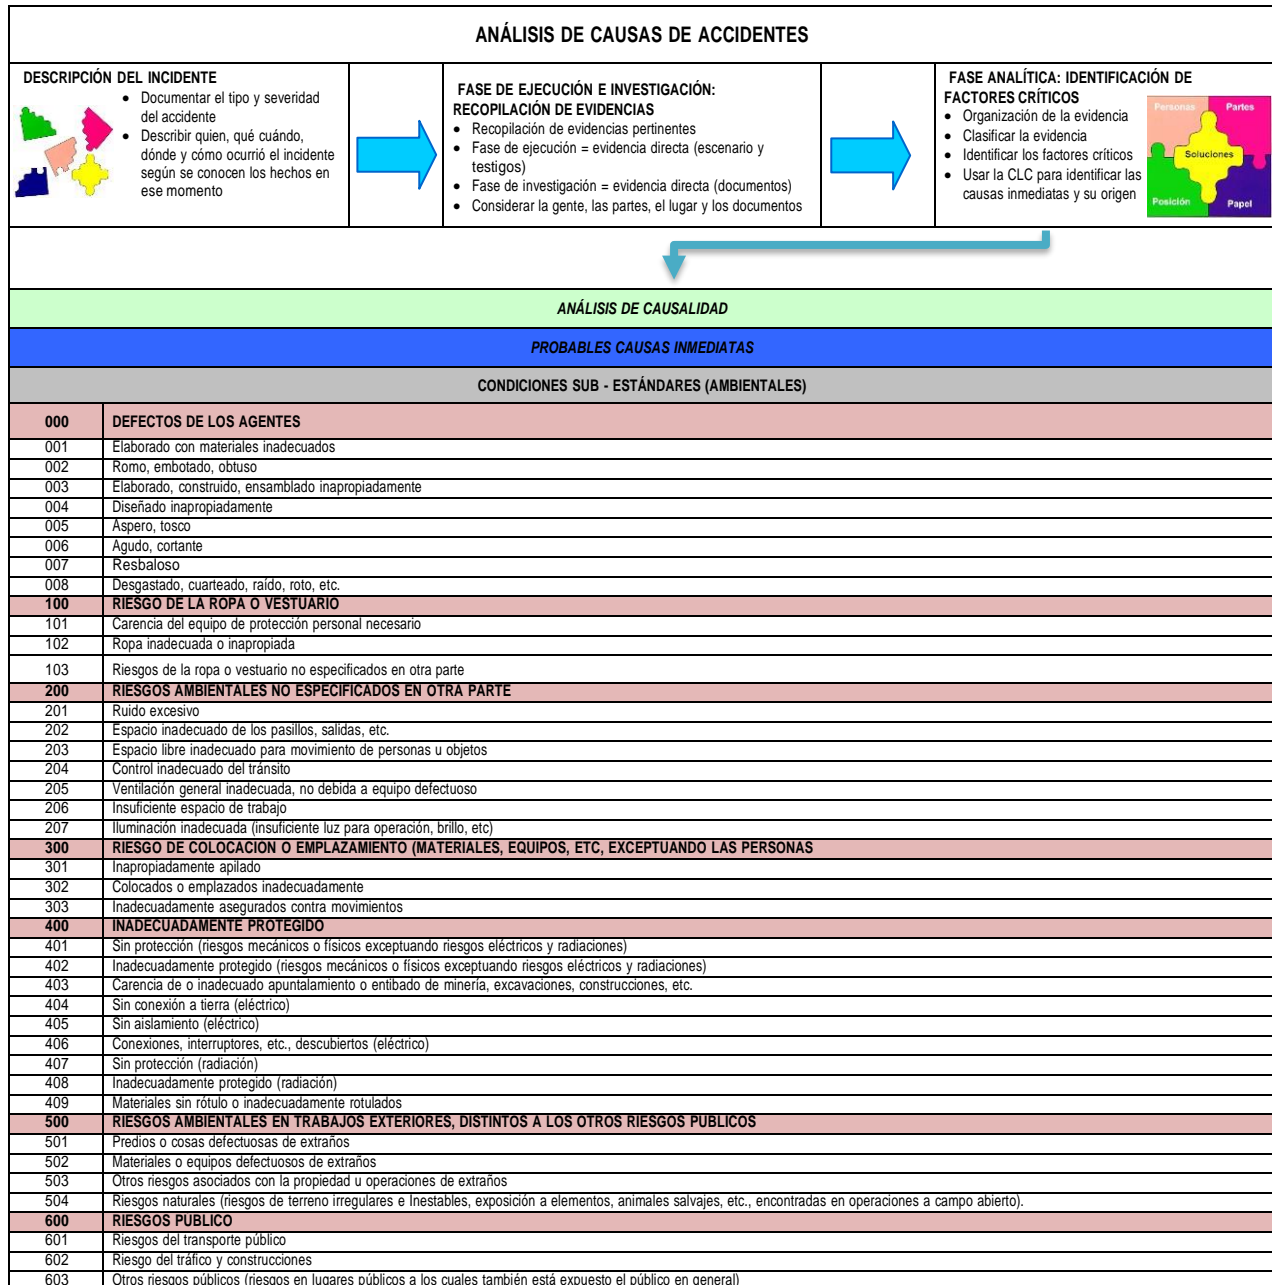 ANÁLISIS DE CAUSAS DE ACCIDENTES
DESCRIPCIÓN DEL INCIDENTE
• Documentar el tipo y severidad
del accidente
• Describir quien, qué cuándo,
dónde y cómo ocurrió el incidente
según se conocen los hechos en
ese momento
FASE DE EJECUCIÓN E INVESTIGACIÓN:
RECOPILACIÓN DE EVIDENCIAS
• Recopilación de evidencias pertinentes
• Fase de ejecución = evidencia directa (escenario y
testigos)
• Fase de investigación = evidencia directa (documentos)
• Considerar la gente, las partes, el lugar y los documentos
FASE ANALÍTICA: IDENTIFICACIÓN DE
FACTORES CRÍTICOS
• Organización de la evidencia
• Clasificar la evidencia
• Identificar los factores críticos
• Usar la CLC para identificar las
causas inmediatas y su origen
Personas Partes
Soluciones
Posición Papel
ANÁLISIS DE CAUSALIDAD
PROBABLES CAUSAS INMEDIATAS
CONDICIONES SUB - ESTÁNDARES (AMBIENTALES)
000 DEFECTOS DE LOS AGENTES
001 Elaborado con materiales inadecuados
002 Romo, embotado, obtuso
003 Elaborado, construido, ensamblado inapropiadamente
004 Diseñado inapropiadamente
005 Áspero, tosco
006 Agudo, cortante
007 Resbaloso
008 Desgastado, cuarteado, raído, roto, etc.
100 RIESGO DE LA ROPA O VESTUARIO
101 Carencia del equipo de protección personal necesario
102 Ropa inadecuada o inapropiada
103 Riesgos de la ropa o vestuario no especificados en otra parte
200 RIESGOS AMBIENTALES NO ESPECIFICADOS EN OTRA PARTE
201 Ruido excesivo
202 Espacio inadecuado de los pasillos, salidas, etc.
203 Espacio libre inadecuado para movimiento de personas u objetos
204 Control inadecuado del tránsito
205 Ventilación general inadecuada, no debida a equipo defectuoso
206 Insuficiente espacio de trabajo
207 Iluminación inadecuada (insuficiente luz para operación, brillo, etc)
300 RIESGO DE COLOCACIÓN O EMPLAZAMIENTO (MATERIALES, EQUIPOS, ETC, EXCEPTUANDO LAS PERSONAS
301 Inapropiadamente apilado
302 Colocados o emplazados inadecuadamente
303 Inadecuadamente asegurados contra movimientos
400 INADECUADAMENTE PROTEGIDO
401 Sin protección (riesgos mecánicos o físicos exceptuando riesgos eléctricos y radiaciones)
402 Inadecuadamente protegido (riesgos mecánicos o físicos exceptuando riesgos eléctricos y radiaciones)
403 Carencia de o inadecuado apuntalamiento o entibado de minería, excavaciones, construcciones, etc.
404 Sin conexión a tierra (eléctrico)
405 Sin aislamiento (eléctrico)
406 Conexiones, interruptores, etc., descubiertos (eléctrico)
407 Sin protección (radiación)
408 Inadecuadamente protegido (radiación)
409 Materiales sin rótulo o inadecuadamente rotulados
500 RIESGOS AMBIENTALES EN TRABAJOS EXTERIORES, DISTINTOS A LOS OTROS RIESGOS PÚBLICOS
501 Predios o cosas defectuosas de extraños
502 Materiales o equipos defectuosos de extraños
503 Otros riesgos asociados con la propiedad u operaciones de extraños
504 Riesgos naturales (riesgos de terreno irregulares e Inestables, exposición a elementos, animales salvajes, etc., encontradas en operaciones a campo abierto).
600 RIESGOS PÚBLICO
601 Riesgos del transporte público
602 Riesgo del tráfico y construcciones
603 Otros riesgos públicos (riesgos en lugares públicos a los cuales también está expuesto el público en general)